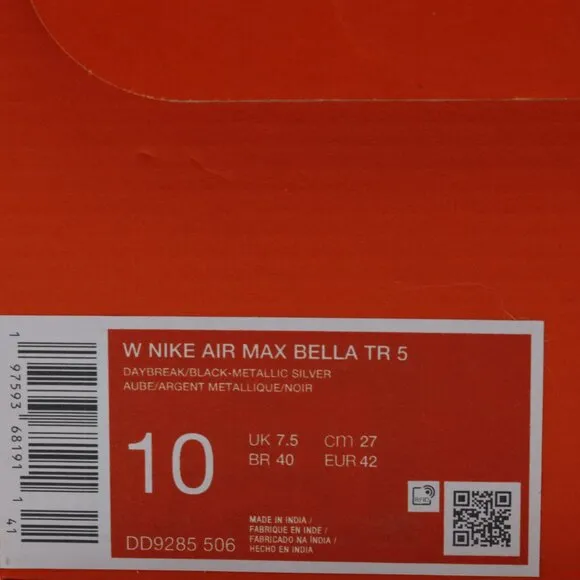 W NIKE AIR MAX BELLA TR 5
DAYBREAK/BLACK-METALLIC SILVER
AUBE/ARGENT METALLIQUE/NOIR
10
UK 7.5 cm 27
BR 40 EUR 42
MADE IN INDIA /
FABRIQUE EN INDE /
FABRICADO NA ÍNDIA /
HECHO EN INDIA
DD9285 506
1 97593 68191 1 41